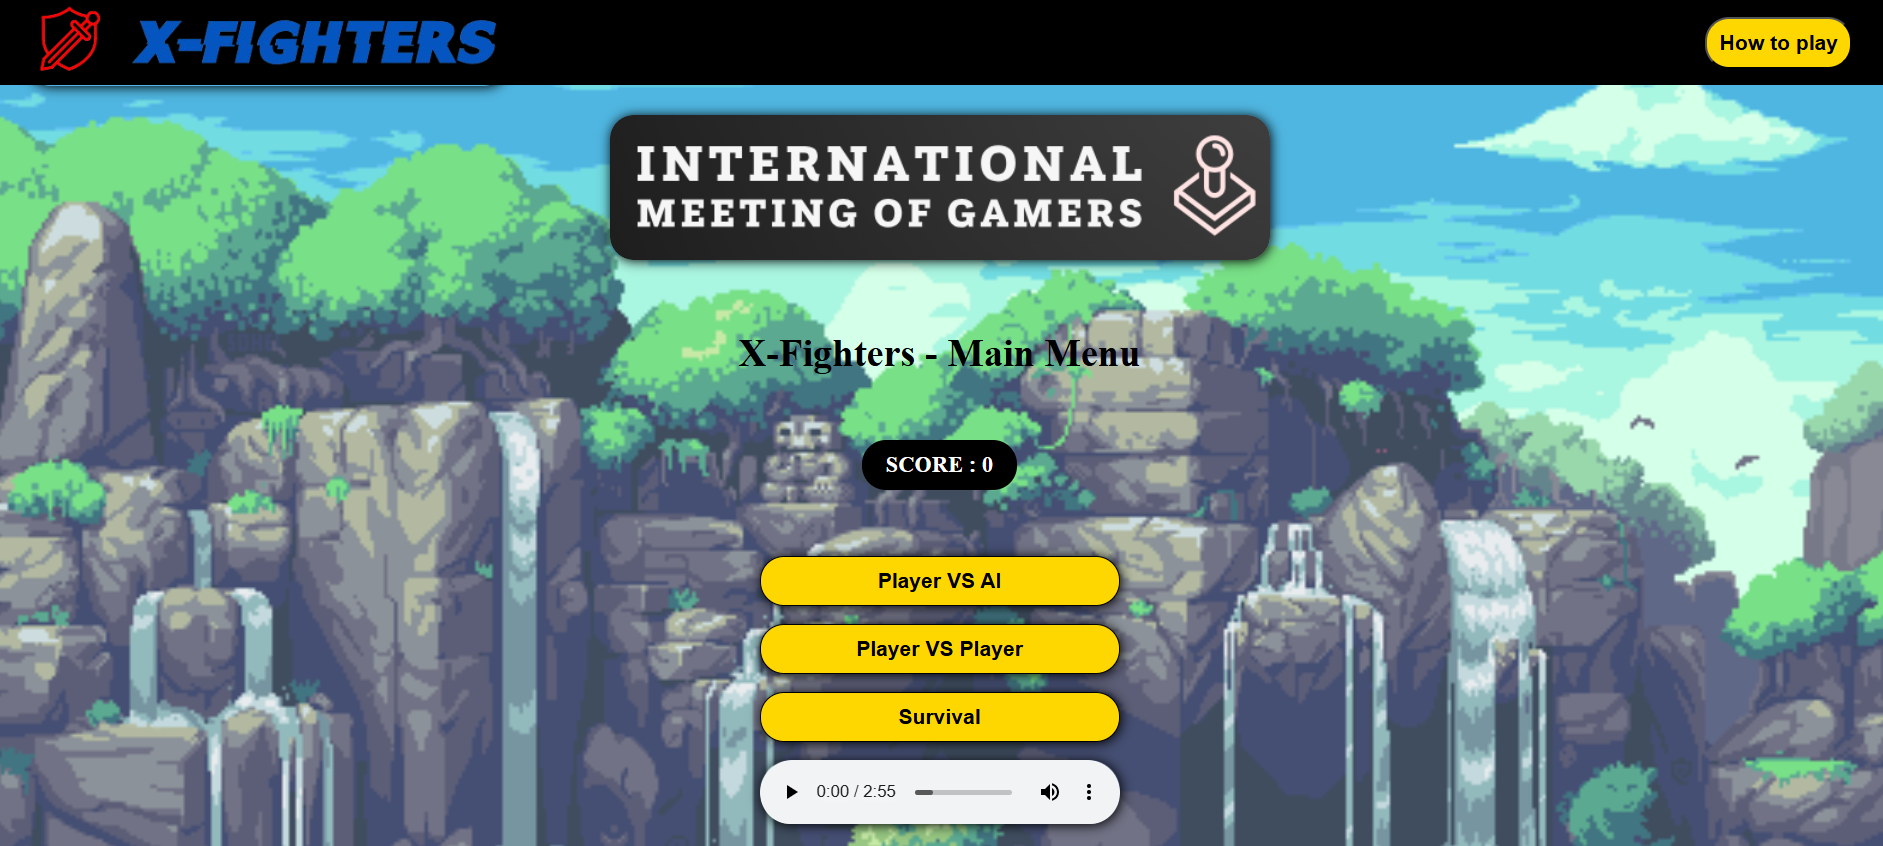 X-FIGHTERS
How to play
INTERNATIONAL
MEETING OF GAMERS
X-Fighters - Main Menu
SCORE : 0
Player VS AI
Player VS Player
Survival
0:00 / 2:55